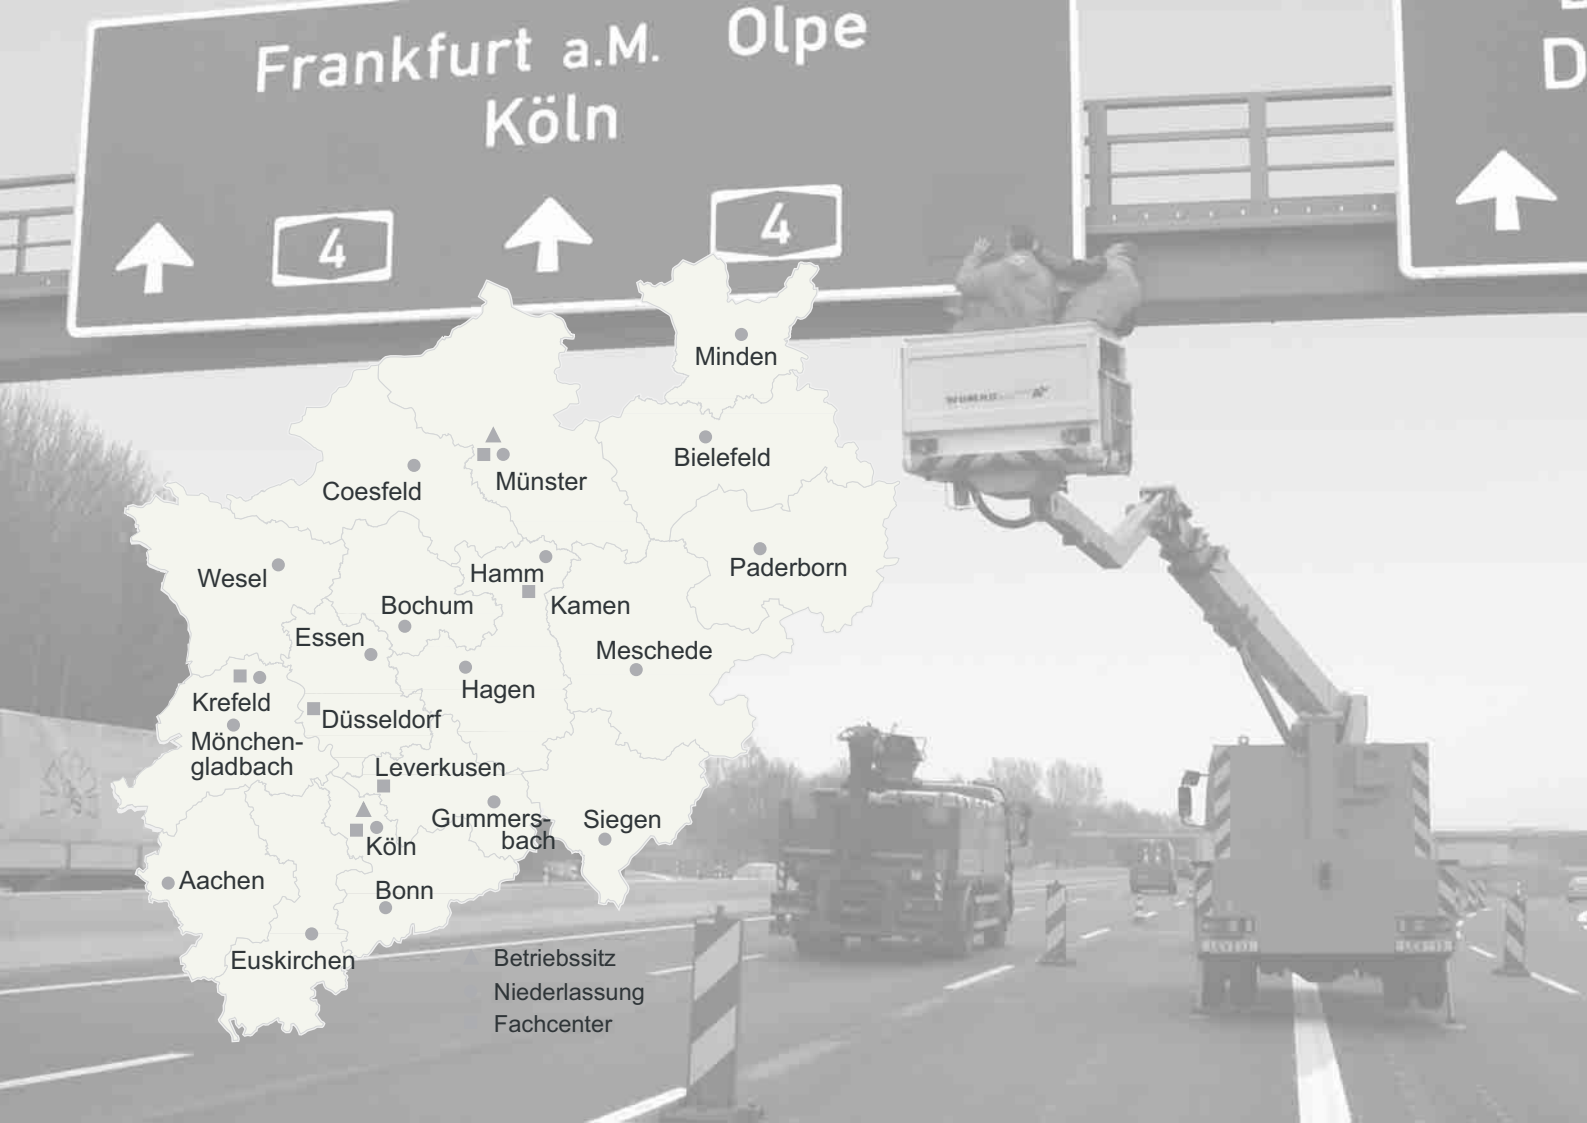 Frankfurt a.M. Olpe
Köln
D
4
4
Minden
Bielefeld
Münster
Coesfeld
Paderborn
Hamm
Wesel
Kamen
Bochum
Essen
Meschede
Hagen
Krefeld
Düsseldorf
Mönchen-
gladbach
Leverkusen
Gummers-
bach
Siegen
Köln
Aachen
Bonn
Euskirchen
Betriebssitz
Niederlassung
Fachcenter